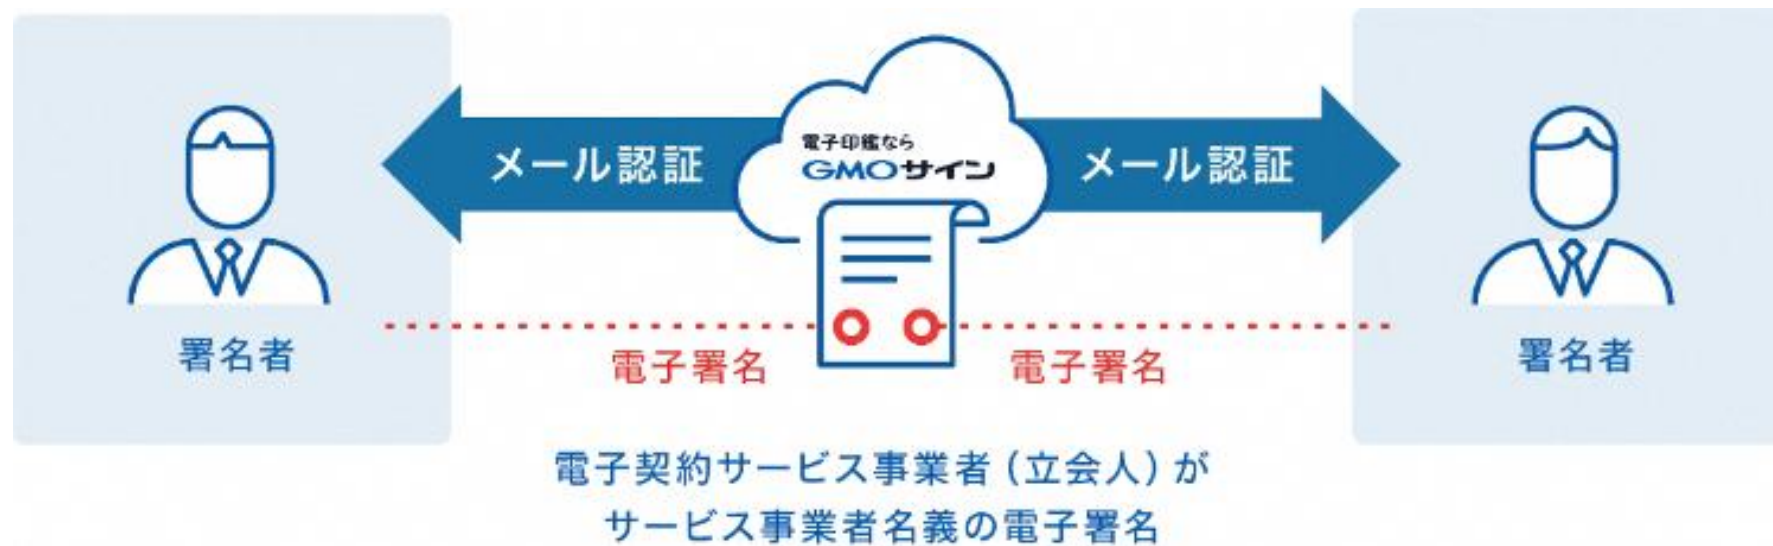 電子印鑑なら
GMOサイン
メール認証
メール認証
署名者
電子署名
電子署名
署名者
電子契約サービス事業者（立会人）が
サービス事業者名義の電子署名